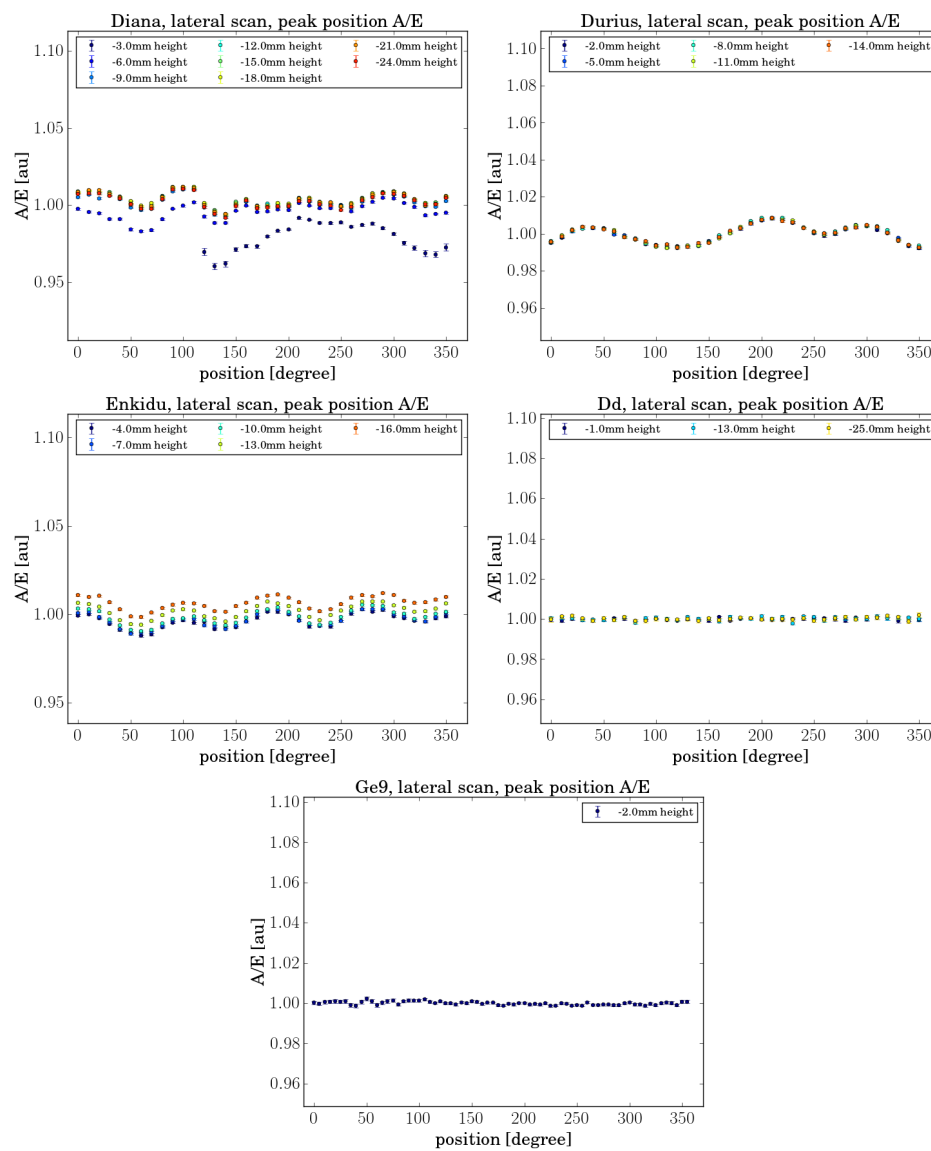 Diana, lateral scan, peak position A/E
-3.0mm height -12.0mm height -21.0mm height
-6.0mm height -15.0mm height -24.0mm height
-9.0mm height -18.0mm height
1.10
1.05
1.00
0.95
A/E [au]
0 50 100 150 200 250 300 350
position [degree]
Durius, lateral scan, peak position A/E
-2.0mm height -8.0mm height -14.0mm height
-5.0mm height -11.0mm height
1.10
1.08
1.06
1.04
1.02
1.00
0.98
0.96
A/E [au]
0 50 100 150 200 250 300 350
position [degree]
Enkidu, lateral scan, peak position A/E
-4.0mm height -10.0mm height -16.0mm height
-7.0mm height -13.0mm height
1.10
1.05
1.00
0.95
A/E [au]
0 50 100 150 200 250 300 350
position [degree]
Dd, lateral scan, peak position A/E
-1.0mm height -13.0mm height -25.0mm height
1.10
1.08
1.06
1.04
1.02
1.00
0.98
0.96
A/E [au]
0 50 100 150 200 250 300 350
position [degree]
Ge9, lateral scan, peak position A/E
-2.0mm height
1.10
1.08
1.06
1.04
1.02
1.00
0.98
0.96
A/E [au]
0 50 100 150 200 250 300 350
position [degree]